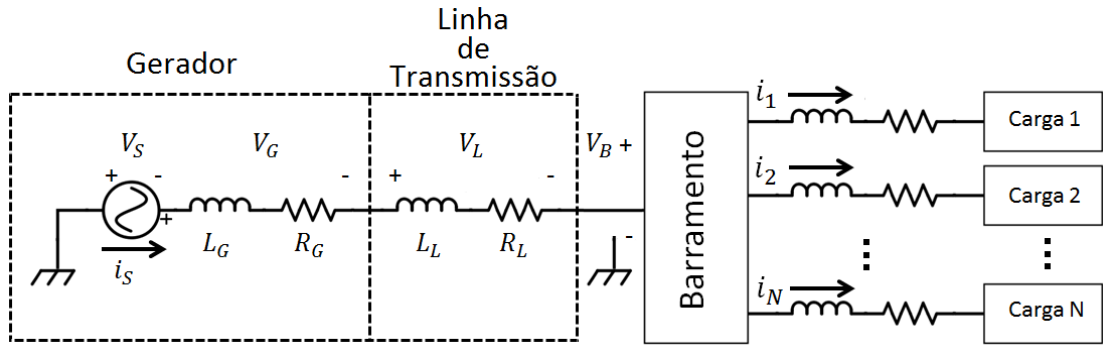 Gerador
Linha
de
Transmissão
V_S
V_G
V_L
V_B +
+ -
-
+ -
+
-
L_G
R_G
L_L
R_L
i_S
Barramento
i_1
Carga 1
i_2
Carga 2
i_N
Carga N